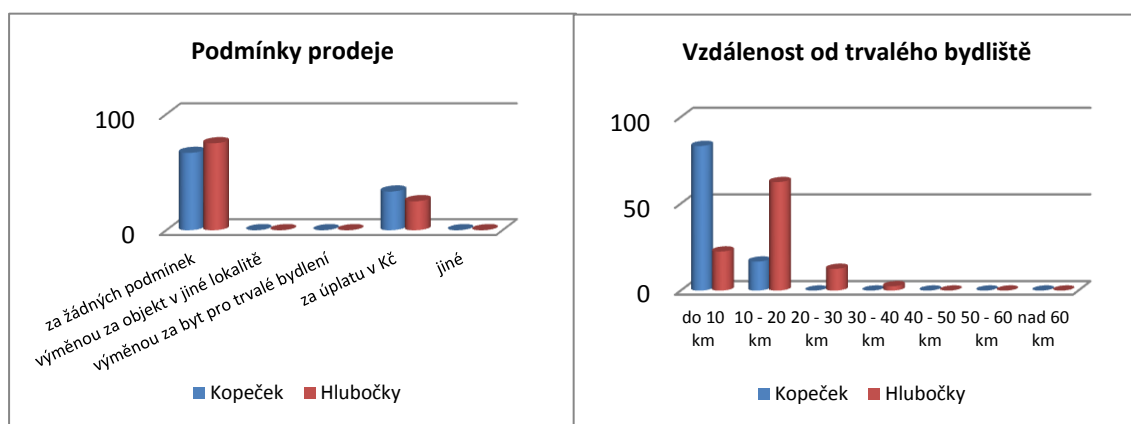 Podmínky prodeje
100
0
za žádných podmínek
výměnou za objekt v jiné lokalitě
výměnou za byt pro trvalé bydlení
za úplatu v Kč
jiné
Kopeček Hlubočky
Vzdálenost od trvalého bydliště
100
50
0
do 10 10 - 20 20 - 30 30 - 40 40 - 50 50 - 60 nad 60
km km km km km km km
Kopeček Hlubočky